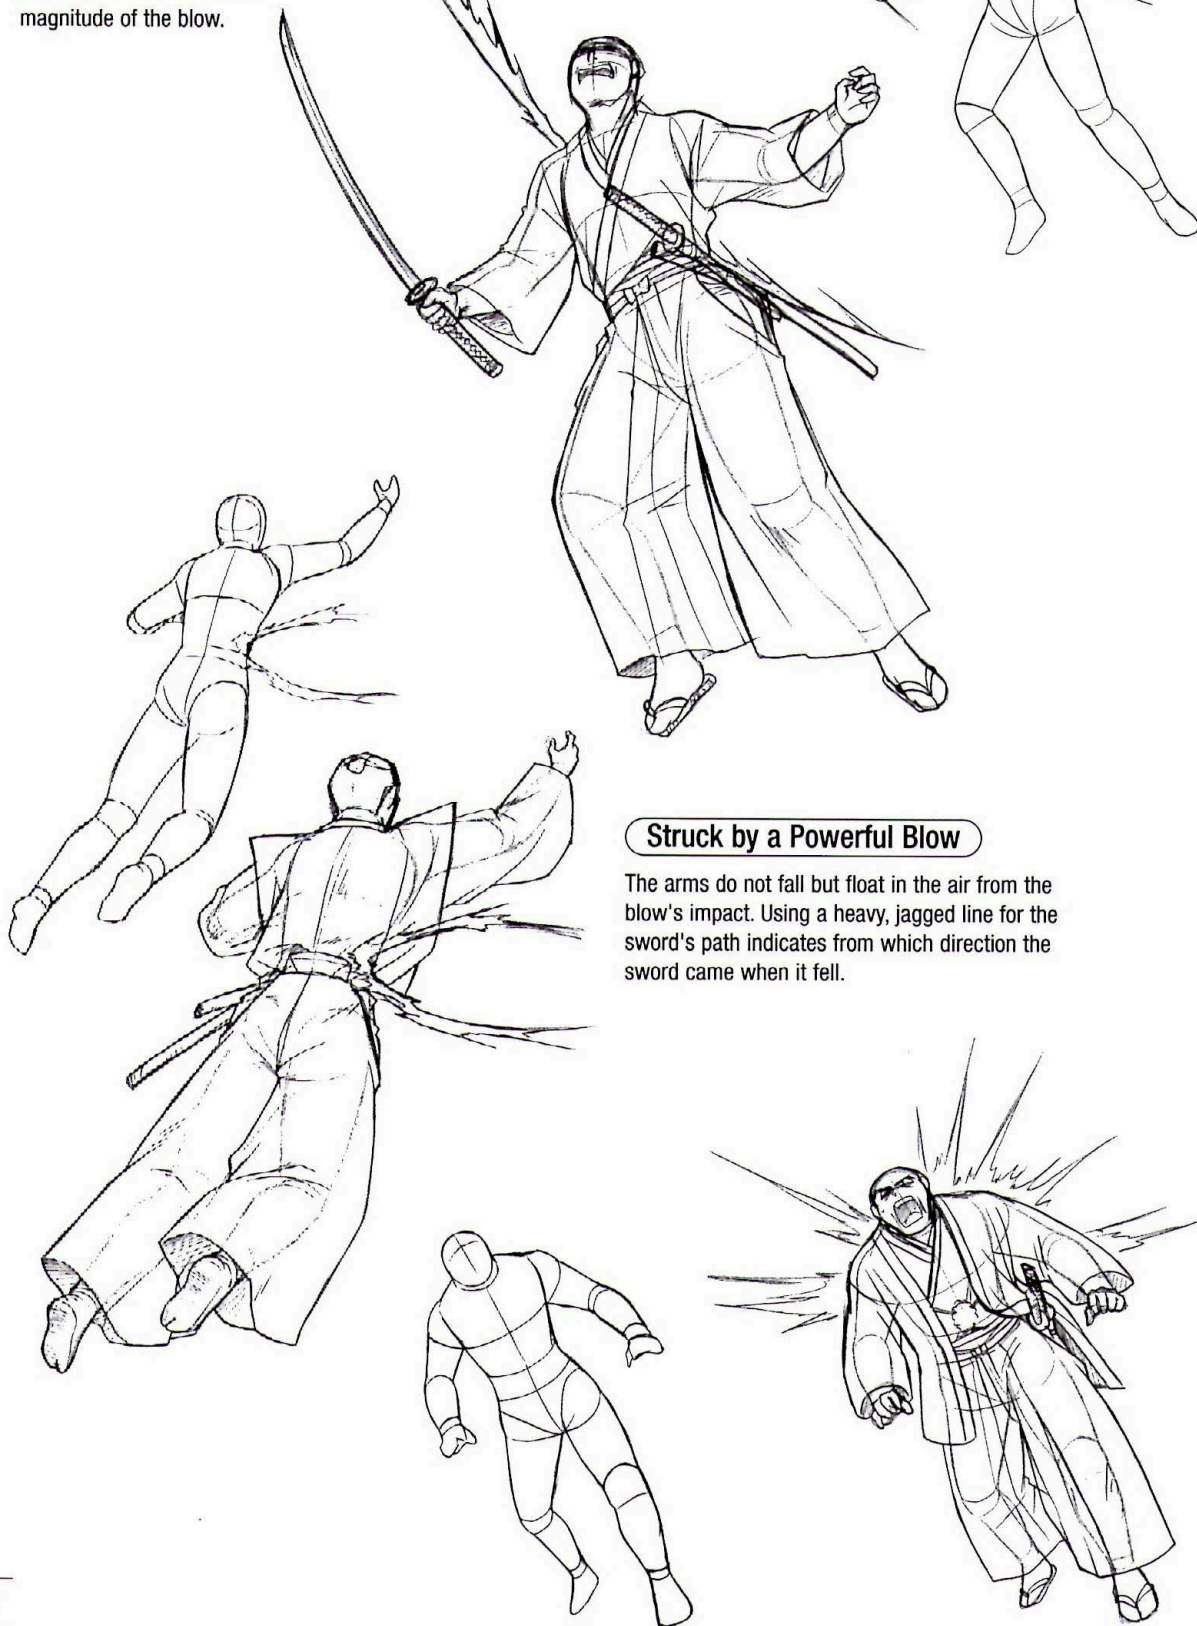 magnitude of the blow.
Struck by a Powerful Blow
The arms do not fall but float in the air from the
blow's impact. Using a heavy, jagged line for the
sword's path indicates from which direction the
sword came when it fell.